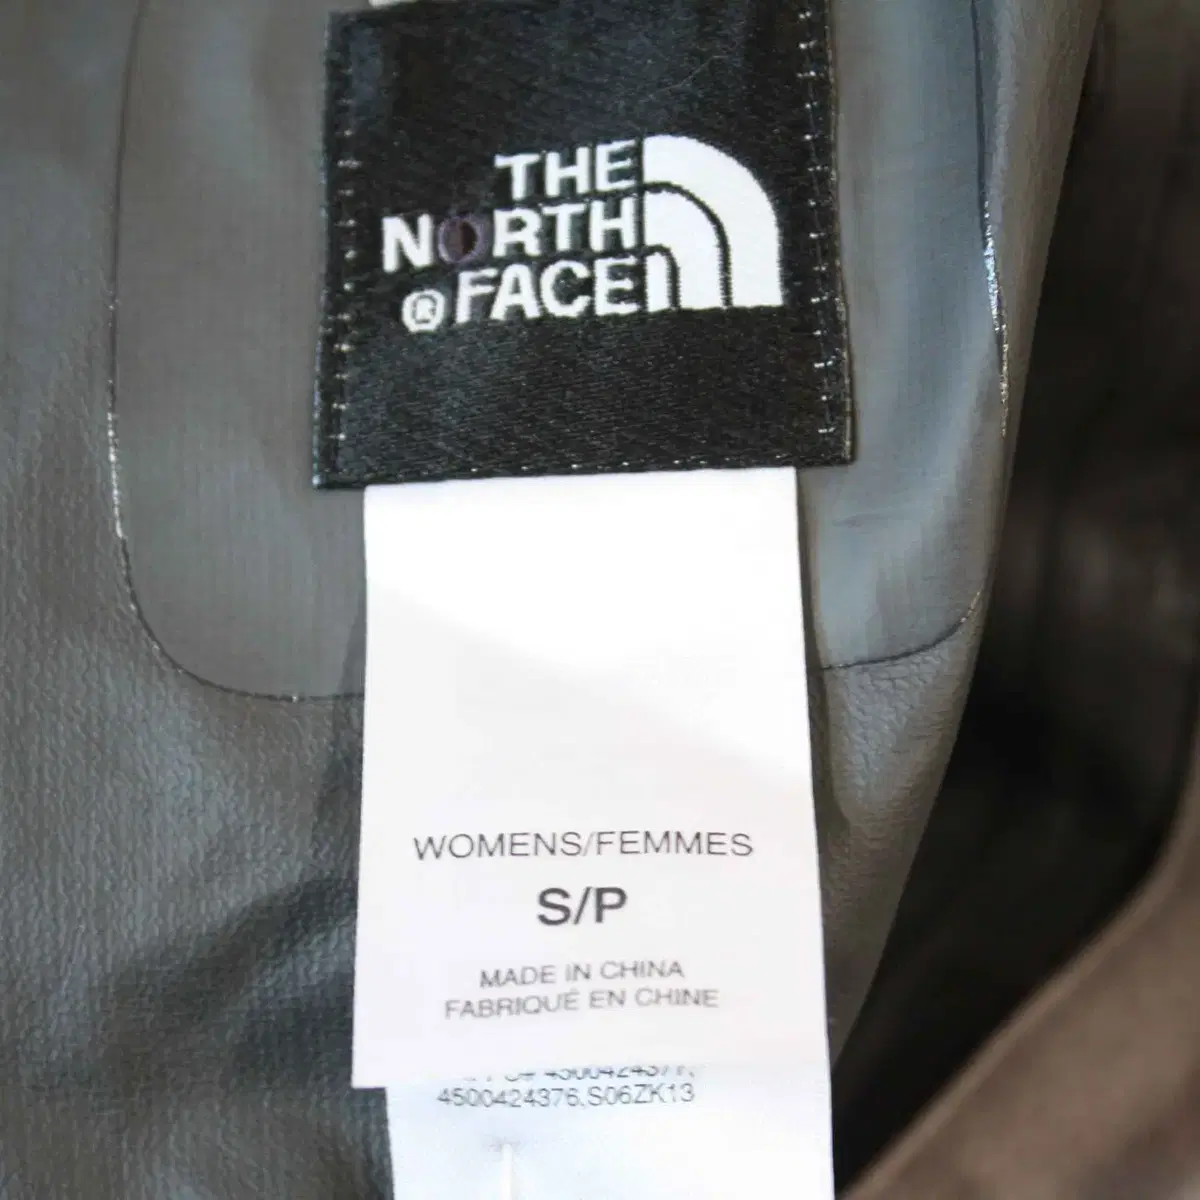 THE
NORTH
® FACE
WOMENS/FEMMES
S/P
MADE IN CHINA
FABRIQUÉ EN CHINE
4500424376,S06ZK13